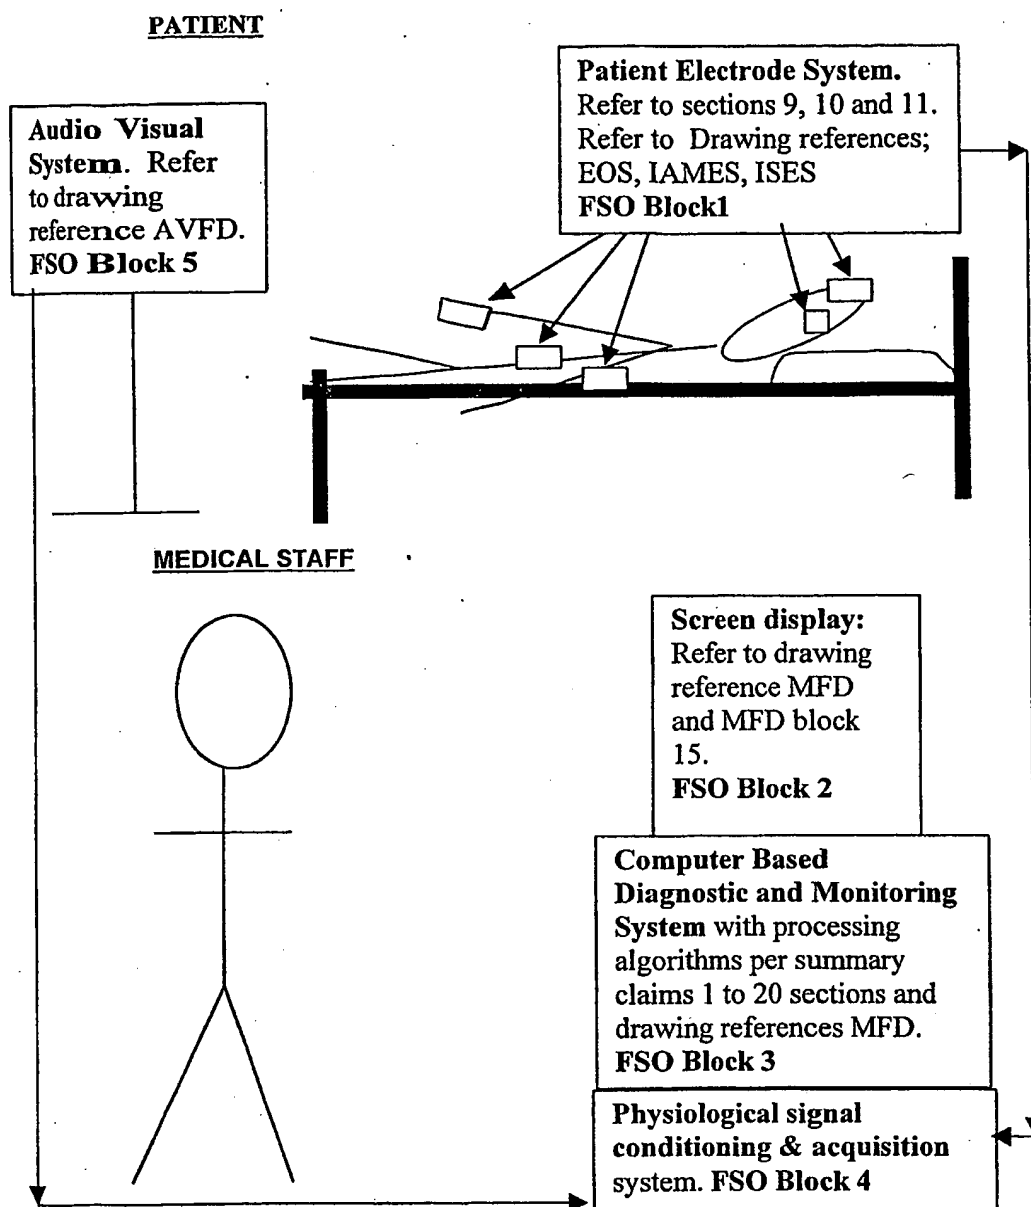 PATIENT
Patient Electrode System.
Refer to sections 9, 10 and 11.
Refer to Drawing references;
EOS, IAMES, ISES
FSO Block1
Audio Visual
System. Refer
to drawing
reference AVFD.
FSO Block 5
MEDICAL STAFF
Screen display:
Refer to drawing
reference MFD
and MFD block
15.
FSO Block 2
Computer Based
Diagnostic and Monitoring
System with processing
algorithms per summary
claims 1 to 20 sections and
drawing references MFD.
FSO Block 3
Physiological signal
conditioning & acquisition
system. FSO Block 4